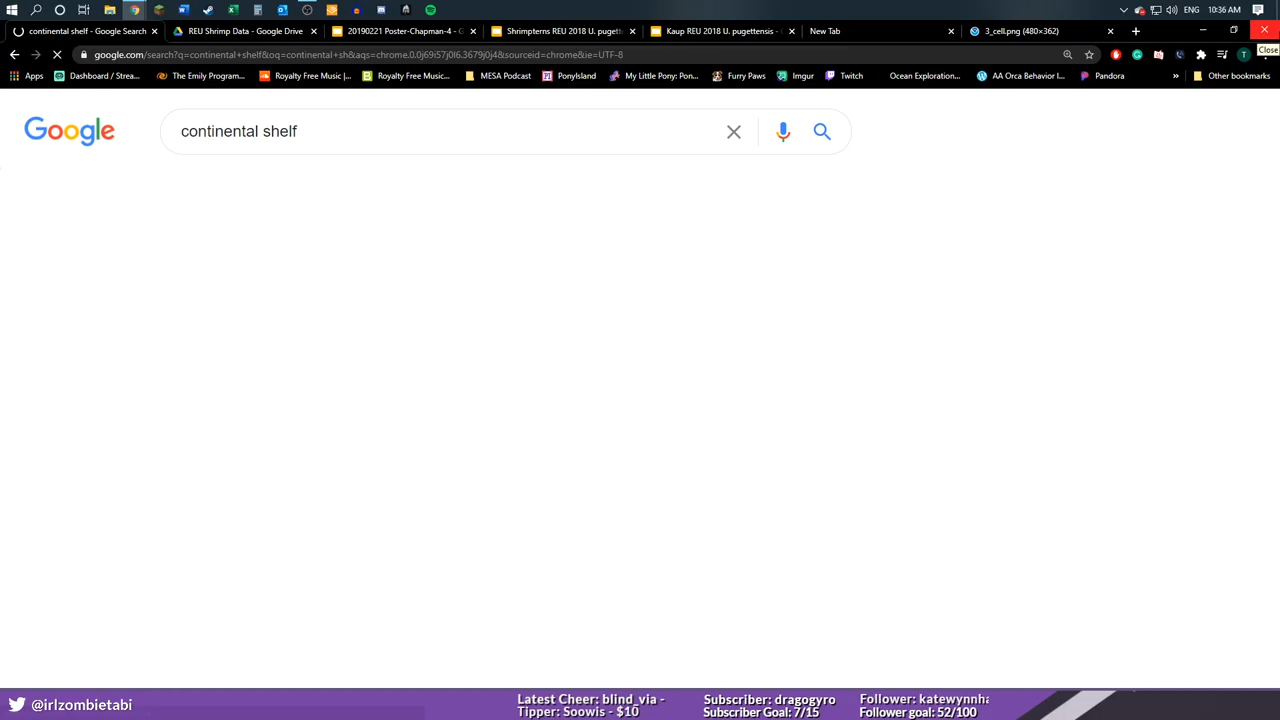 ENG 10:36 AM
continental shelf - Google Search REU Shrimp Data - Google Drive 20190221 Poster-Chapman-4 - G Shrimpterns REU 2018 U. pugett Kaup REU 2018 U. pugettensis - New Tab 3_cell.png (480×362)
Close
google.com/search?q=continental+shelf&oq=continental+sh&aqs=chrome.0.0j69i57j0l6.3679j0j4&sourceid=chrome&ie=UTF-8 T
Apps Dashboard / Strea... The Emily Program... Royalty Free Music |... Royalty Free Music... MESA Podcast PonyIsland My Little Pony: Pon... Furry Paws Imgur Twitch Ocean Exploration... AA Orca Behavior I... Pandora » Other bookmarks
Google continental shelf
@irlzombietabi
Latest Cheer: blind_via -
Tipper: Soowis - $10
Subscriber: dragogyro
Subscriber Goal: 7/15
Follower: katewynnha
Follower goal: 52/100